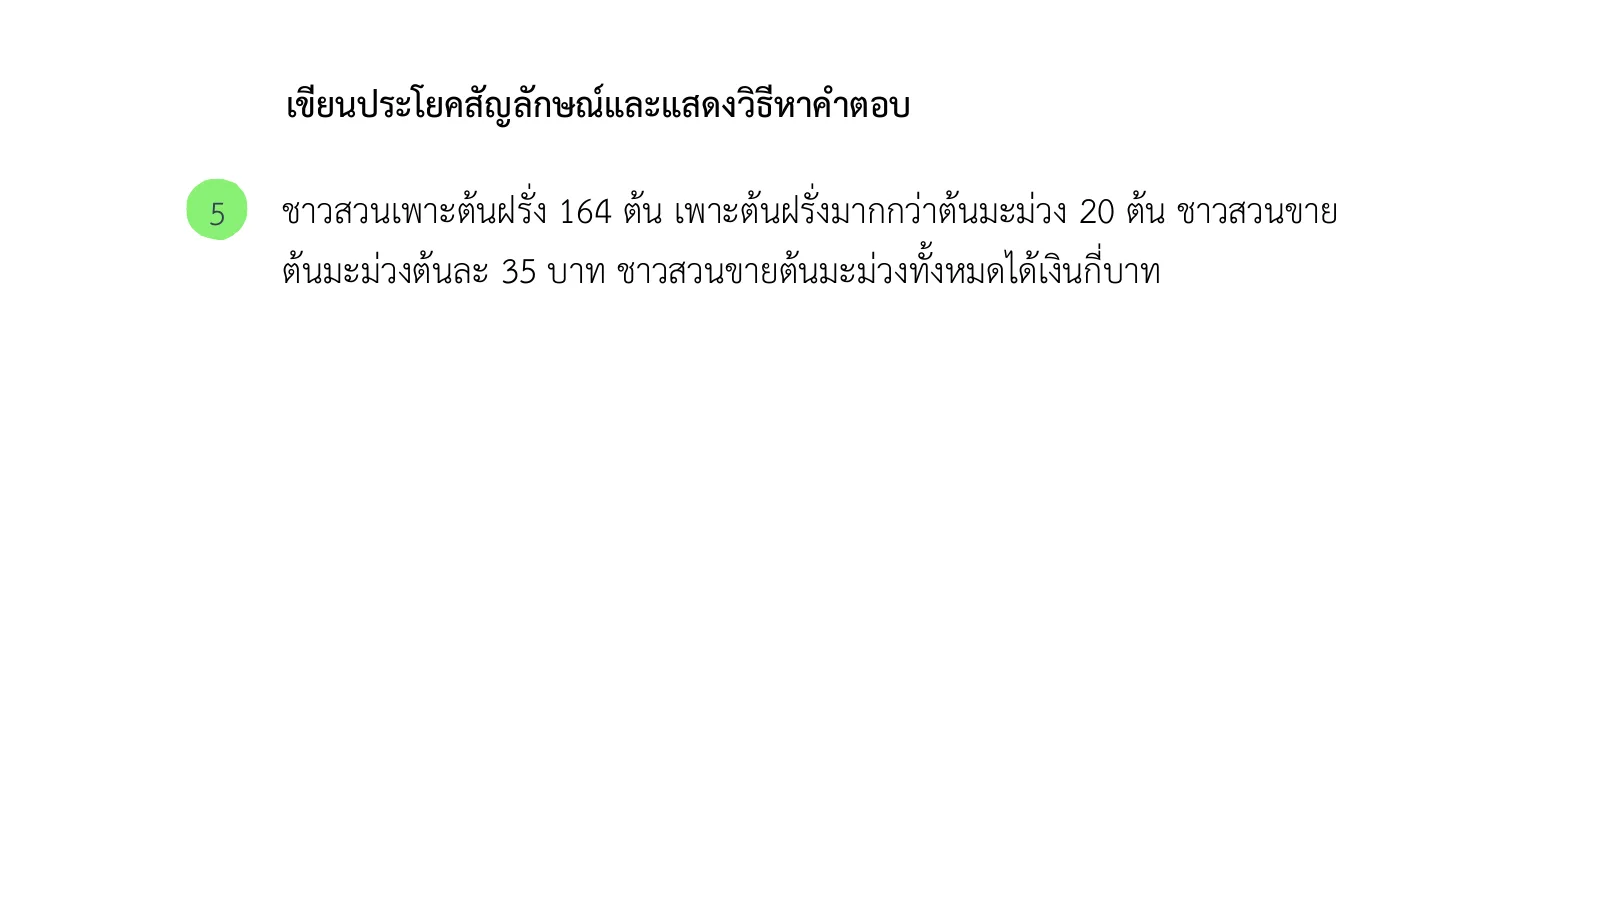 เขียนประโยคสัญลักษณ์และแสดงวิธีหาคำตอบ
5 ชาวสวนเพาะต้นฝรั่ง 164 ต้น เพาะต้นฝรั่งมากกว่าต้นมะม่วง 20 ต้น ชาวสวนขาย
ต้นมะม่วงต้นละ 35 บาท ชาวสวนขายต้นมะม่วงทั้งหมดได้เงินกี่บาท